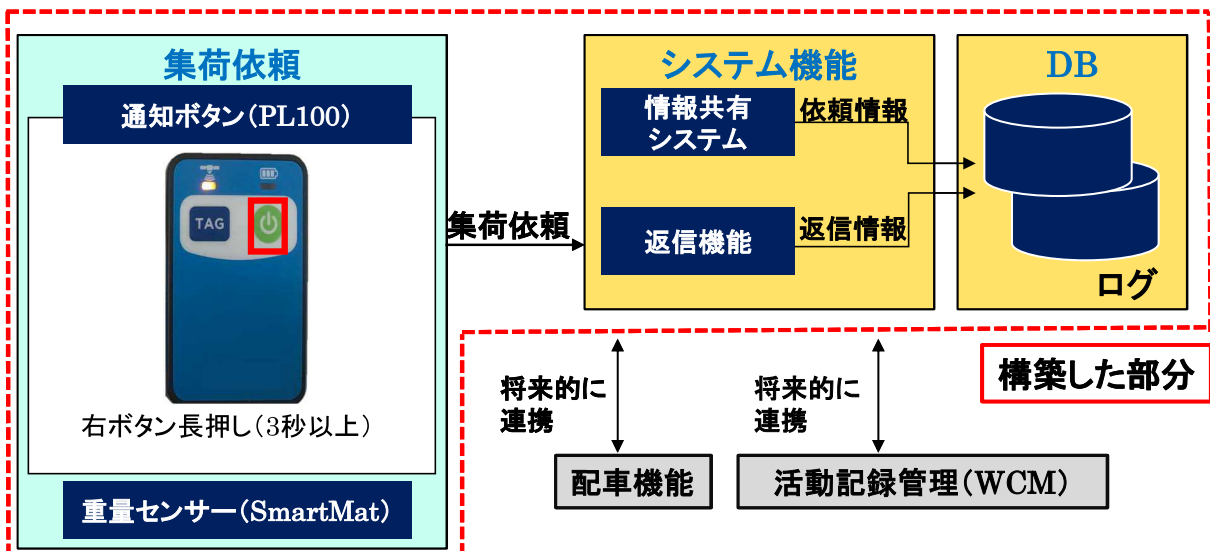 集荷依頼
通知ボタン(PL100)
TAG
右ボタン長押し(3秒以上)
重量センサー(SmartMat)
集荷依頼
システム機能
情報共有
システム
依頼情報
返信機能
返信情報
DB
ログ
構築した部分
将来的に
連携
将来的に
連携
配車機能
活動記録管理(WCM)